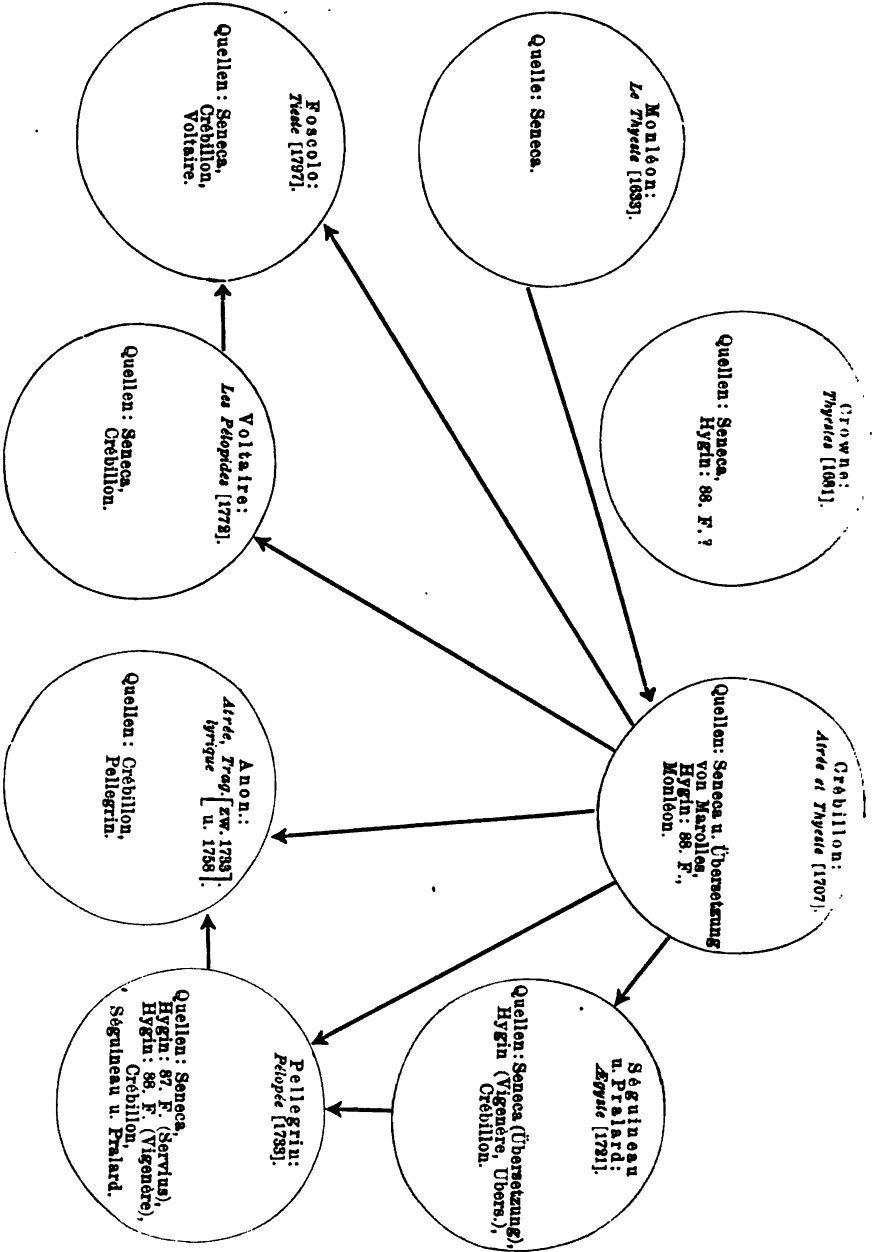 Monléon:
Le Thyeste [1633].
Quelle: Seneca.
Crowne:
Thyestes [1681].
Quellen: Seneca,
Hygin: 88. F. ?
Crébillon:
Atrée et Thyeste [1707].
Quellen: Seneca u. Übersetzung
von Marolles,
Hygin: 88. F.,
Monléon.
Séguineau
u. Pralard:
Ægyste [1721].
Quellen: Seneca (Übersetzung),
Hygin (Vigenère, Übers.),
Crébillon.
Foscolo:
Tieste [1797].
Quellen: Seneca,
Crébillon,
Voltaire.
Voltaire:
Les Pélopides [1772].
Quellen: Seneca,
Crébillon.
Anon.:
Atrée, Trag. [zw. 1733]
lyrique [u. 1758].
Quellen: Crébillon,
Pellegrin.
Pellegrin:
Pélopée [1733].
Quellen: Seneca,
Hygin: 87. F. (Servius),
Hygin: 88. F. (Vigenère),
Crébillon,
Séguineau u. Pralard.